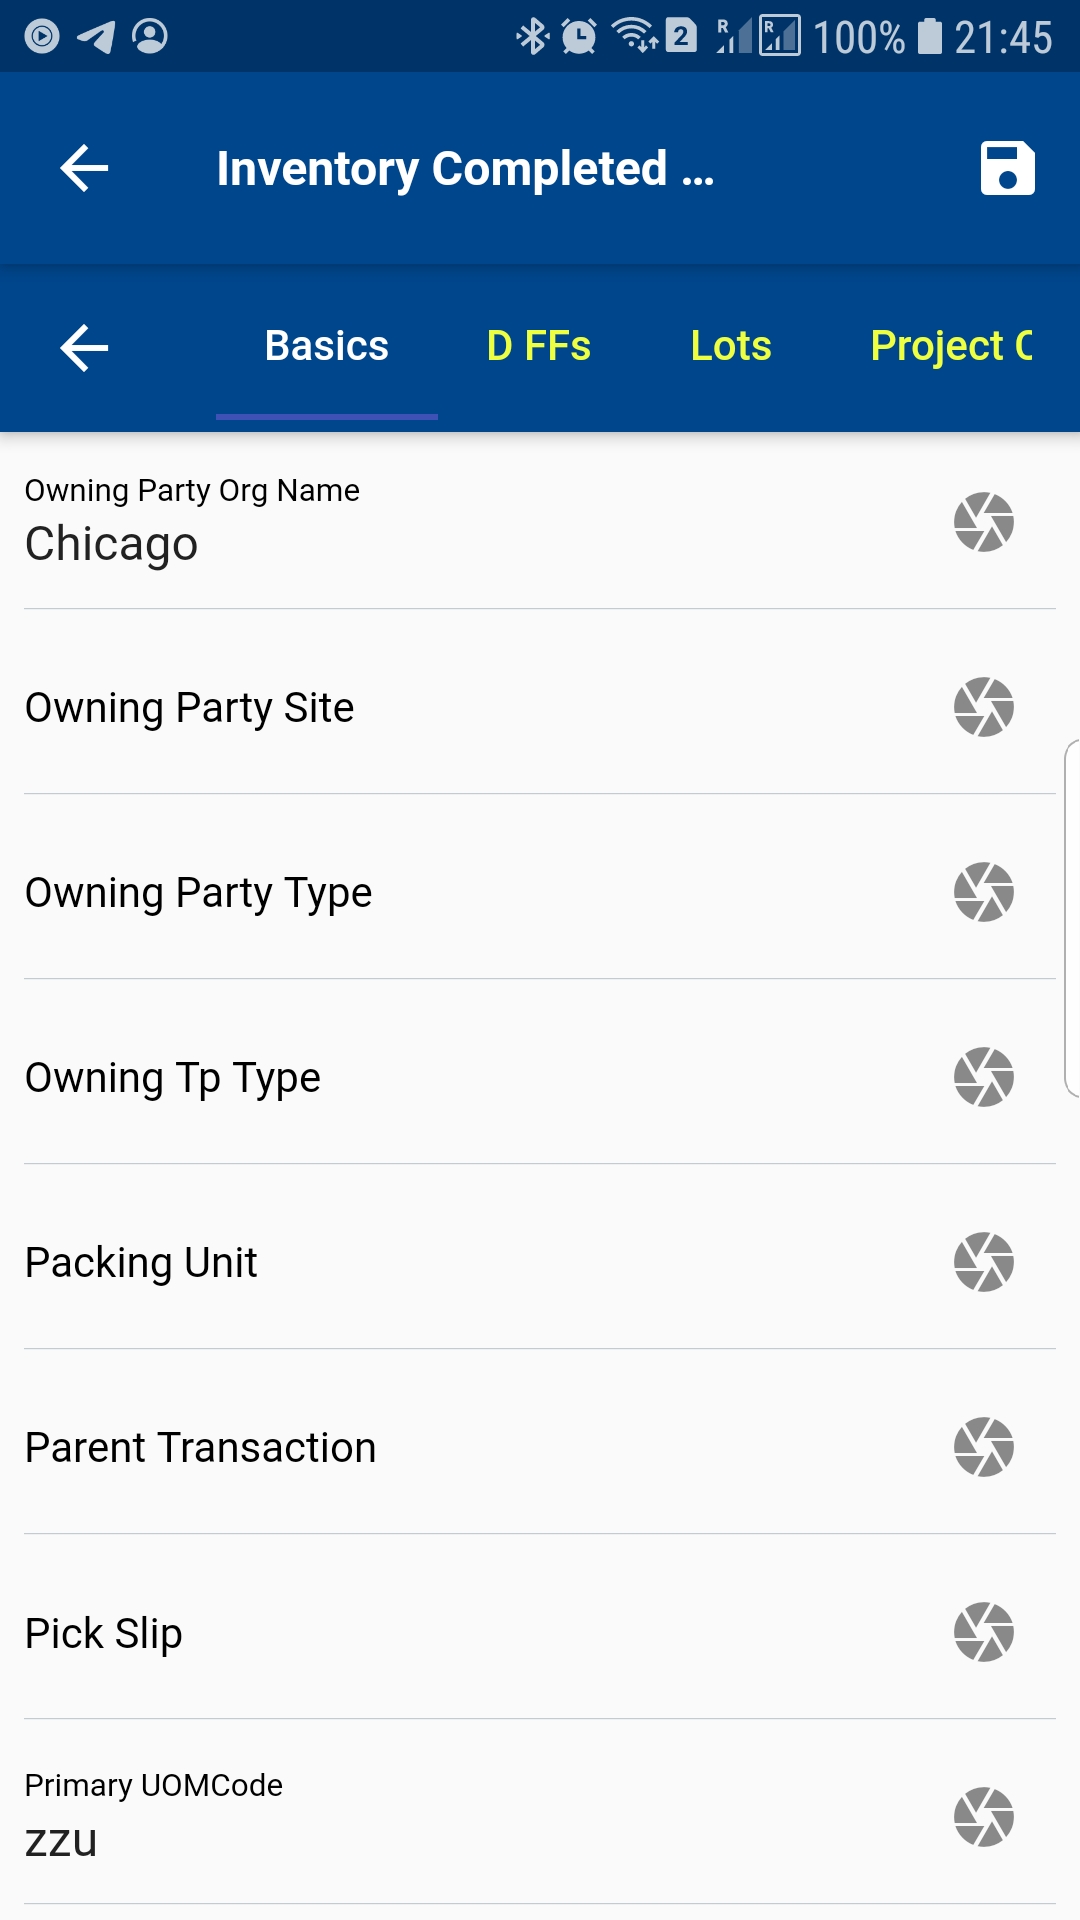 2 R R 100% 21:45
Inventory Completed ...
Basics D FFs Lots Project
Owning Party Org Name
Chicago
Owning Party Site
Owning Party Type
Owning Tp Type
Packing Unit
Parent Transaction
Pick Slip
Primary UOMCode
zzu